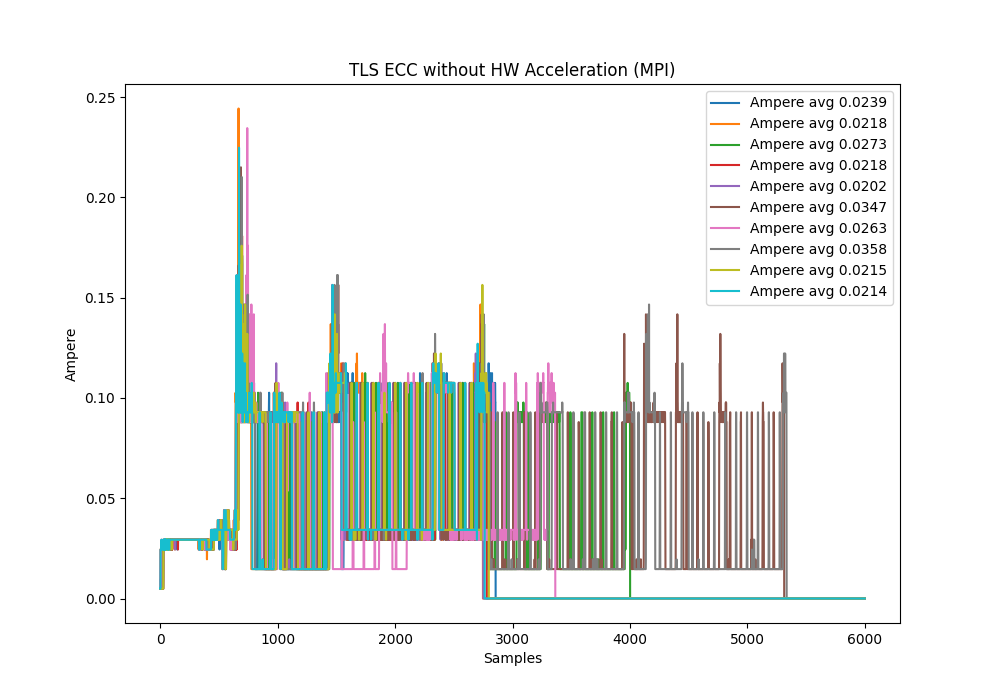 TLS ECC without HW Acceleration (MPI)
0.25
0.20
0.15
0.10
0.05
0.00
Ampere
Ampere avg 0.0239
Ampere avg 0.0218
Ampere avg 0.0273
Ampere avg 0.0218
Ampere avg 0.0202
Ampere avg 0.0347
Ampere avg 0.0263
Ampere avg 0.0358
Ampere avg 0.0215
Ampere avg 0.0214
0 1000 2000 3000 4000 5000 6000
Samples